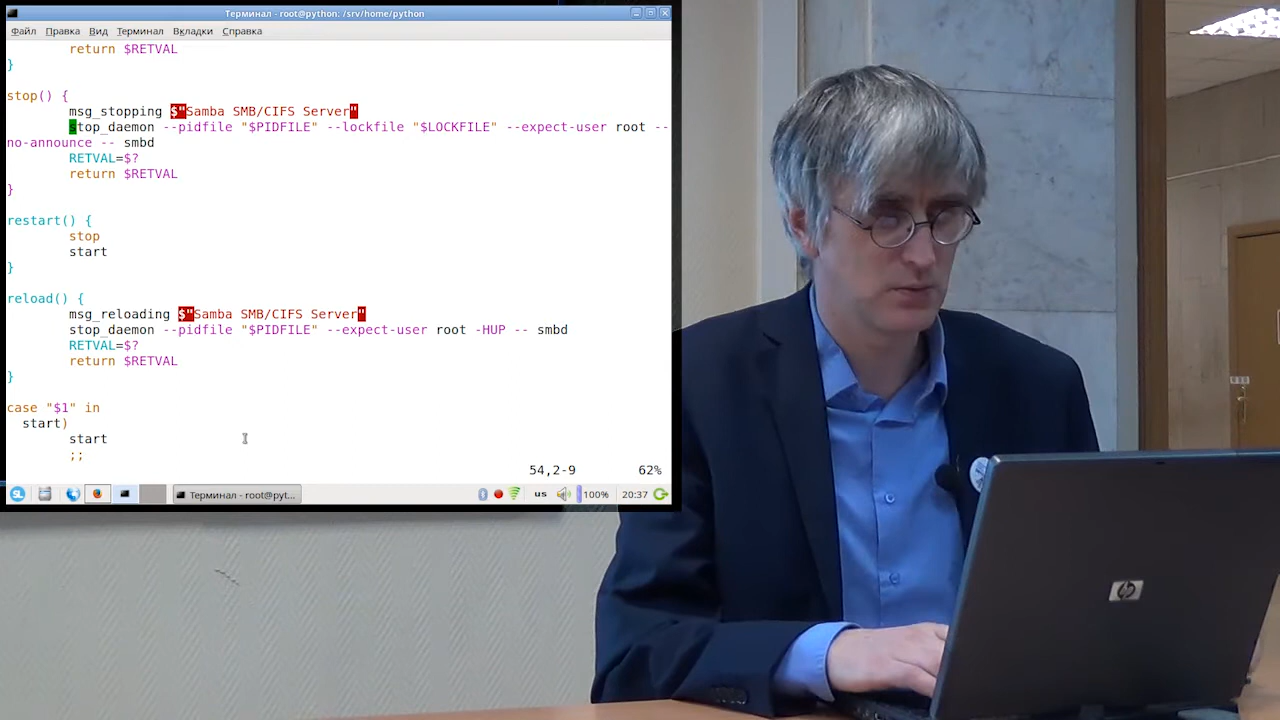 Терминал - root@python: /srv/home/python
Файл Правка Вид Терминал Вкладки Справка
return $RETVAL
}
stop() {
msg_stopping $"Samba SMB/CIFS Server"
stop_daemon --pidfile "$PIDFILE" --lockfile "$LOCKFILE" --expect-user root --
no-announce -- smbd
RETVAL=$?
return $RETVAL
}
restart() {
stop
start
}
reload() {
msg_reloading $"Samba SMB/CIFS Server"
stop_daemon --pidfile "$PIDFILE" --expect-user root -HUP -- smbd
RETVAL=$?
return $RETVAL
}
case "$1" in
start)
start
;;
54,2-9 62%
SL Терминал - root@pyt... us 100% 20:37
hp